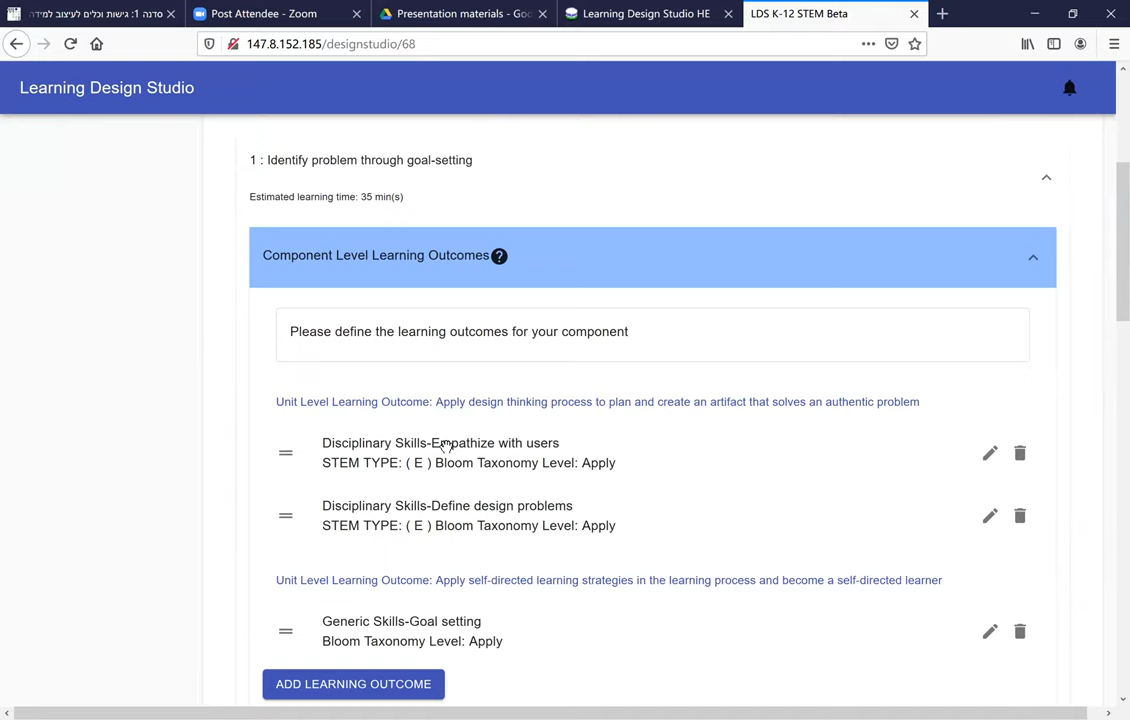 סדנה 1: גישות וכלים לעיצוב למידה
Post Attendee - Zoom
Presentation materials - Goo
Learning Design Studio HE
LDS K-12 STEM Beta
147.8.152.185/designstudio/68
Learning Design Studio
1 : Identify problem through goal-setting
Estimated learning time: 35 min(s)
Component Level Learning Outcomes
Please define the learning outcomes for your component
Unit Level Learning Outcome: Apply design thinking process to plan and create an artifact that solves an authentic problem
Disciplinary Skills-Empathize with users
STEM TYPE: ( E ) Bloom Taxonomy Level: Apply
Disciplinary Skills-Define design problems
STEM TYPE: ( E ) Bloom Taxonomy Level: Apply
Unit Level Learning Outcome: Apply self-directed learning strategies in the learning process and become a self-directed learner
Generic Skills-Goal setting
Bloom Taxonomy Level: Apply
ADD LEARNING OUTCOME